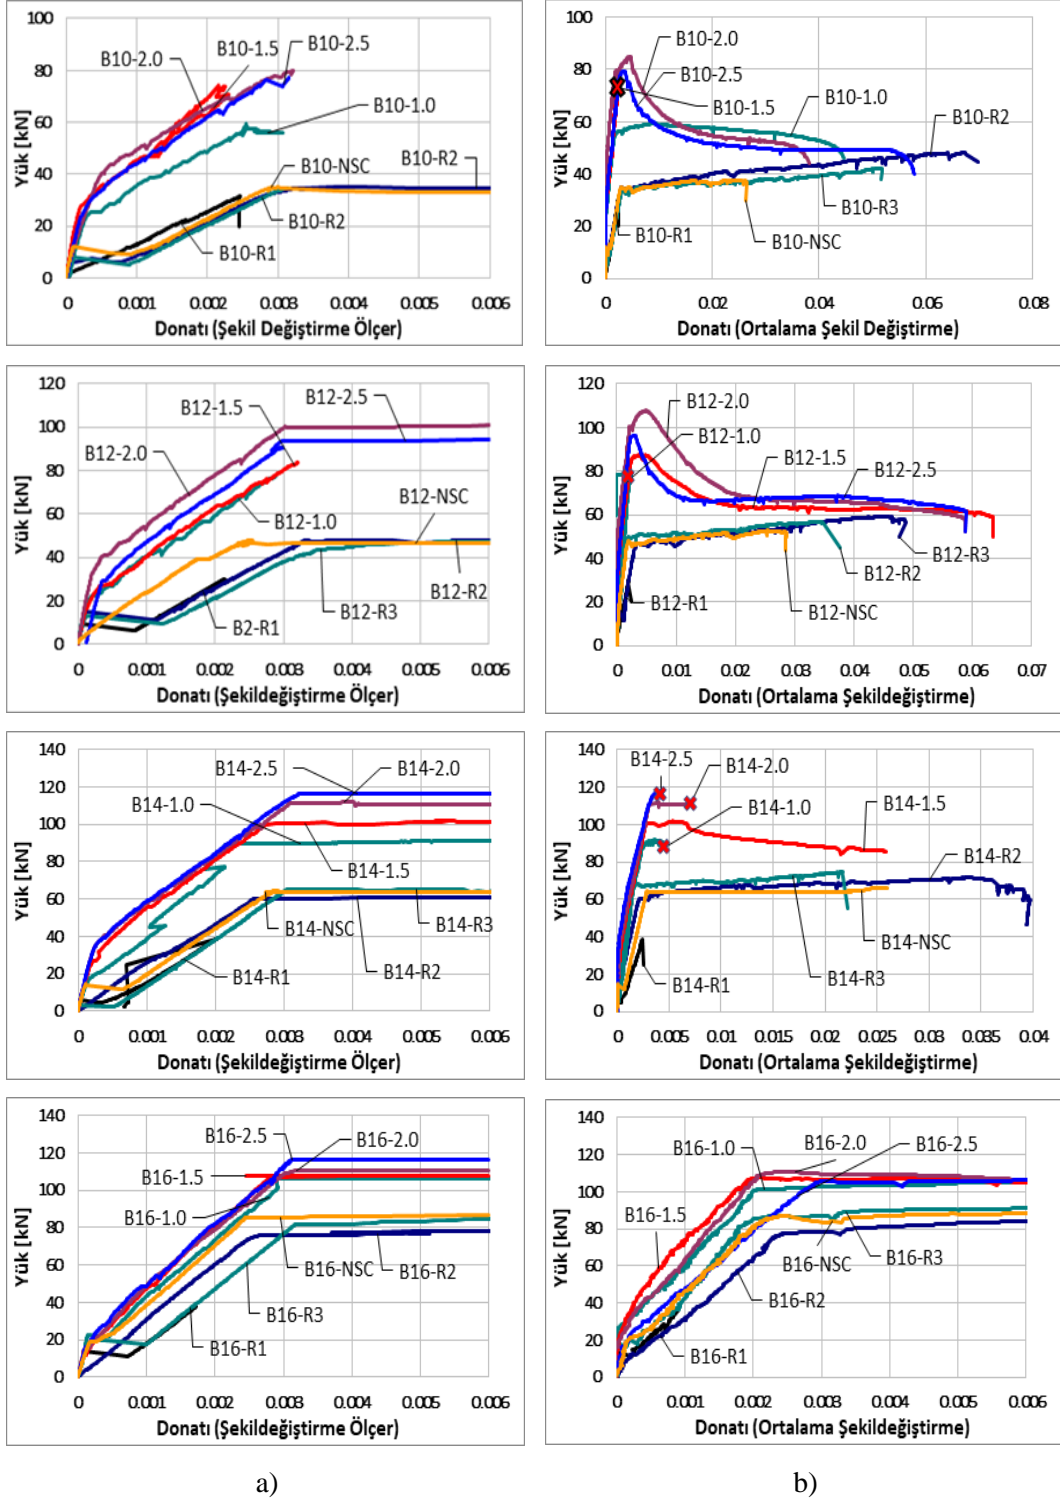 100
80
60
40
20
0
Yük [kN]
B10-2.0
B10-1.5
B10-2.5
B10-1.0
B10-NSC
B10-R2
B10-R2
B10-R1
0 0.001 0.002 0.003 0.004 0.005 0.006
Donatı (Şekil Değiştirme Ölçer)
100
80
60
40
20
0
Yük [kN]
B10-2.0
B10-2.5
B10-1.5
B10-1.0
B10-R2
B10-R3
B10-NSC
B10-R1
0 0.02 0.04 0.06 0.08
Donatı (Ortalama Şekil Değiştirme)
120
100
80
60
40
20
0
Yük [kN]
B12-1.5
B12-2.5
B12-2.0
B12-NSC
B12-1.0
B12-R2
B12-R3
B2-R1
0 0.001 0.002 0.003 0.004 0.005 0.006
Donatı (Şekildeğiştirme Ölçer)
120
100
80
60
40
20
0
Yük [kN]
B12-2.0
B12-1.0
B12-1.5
B12-2.5
B12-R3
B12-R2
B12-R1
B12-NSC
0 0.01 0.02 0.03 0.04 0.05 0.06 0.07
Donatı (Ortalama Şekildeğiştirme)
140
120
100
80
60
40
20
0
Yük [kN]
B14-2.5
B14-2.0
B14-1.0
B14-1.5
B14-NSC
B14-R3
B14-R1
B14-R2
0 0.001 0.002 0.003 0.004 0.005 0.006
Donatı (Şekildeğiştirme Ölçer)
140
120
100
80
60
40
20
0
Yük [kN]
B14-2.5
B14-2.0
B14-1.0
B14-1.5
B14-R2
B14-NSC
B14-R3
B14-R1
0 0.005 0.01 0.015 0.02 0.025 0.03 0.035 0.04
Donatı (Ortalama Şekildeğiştirme)
140
120
100
80
60
40
20
0
Yük [kN]
B16-2.5
B16-2.0
B16-1.5
B16-1.0
B16-NSC
B16-R2
B16-R3
B16-R1
0 0.001 0.002 0.003 0.004 0.005 0.006
Donatı (Şekildeğiştirme Ölçer)
140
120
100
80
60
40
20
0
Yük [kN]
B16-1.0
B16-2.0
B16-2.5
B16-1.5
B16-NSC
B16-R3
B16-R2
B16-R1
0 0.001 0.002 0.003 0.004 0.005 0.006
Donatı (Ortalama Şekildeğiştirme)
a)
b)